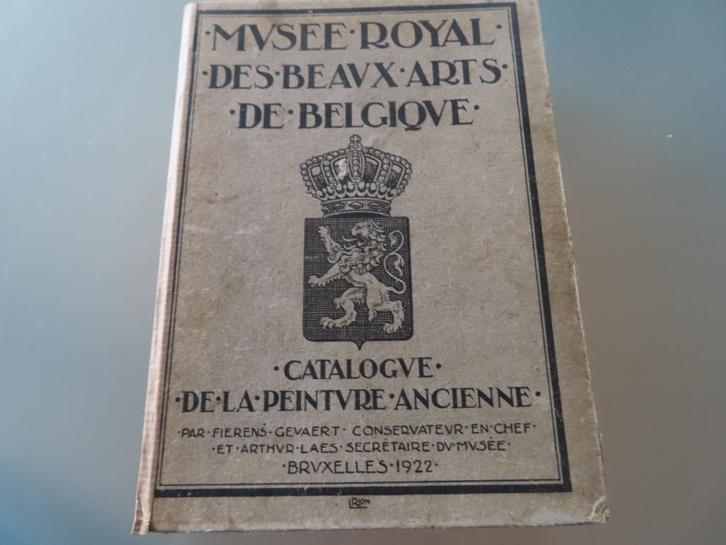 ·MVSEE·ROYAL·
·DES·BEAVX·ARTS·
·DE·BELGIQVE·
·CATALOGVE·
·DE·LA·PEINTVRE·ANCIENNE·
·PAR·FIERENS-GEVAERT·CONSERVATEVR·EN·CHEF·
·ET·ARTHVR·LAES·SECRÉTAIRE·DV·MVSÉE·
·BRVXELLES·1922·